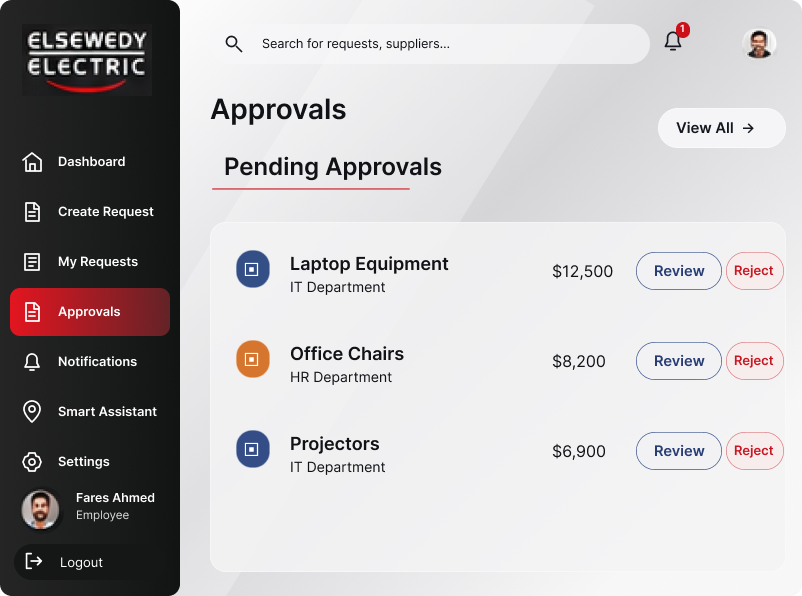 ELSEWEDY
ELECTRIC
Dashboard
Create Request
My Requests
Approvals
Notifications
Smart Assistant
Settings
Fares Ahmed
Employee
Logout
Search for requests, suppliers...
1
Approvals
View All →
Pending Approvals
Laptop Equipment
IT Department
$12,500
Review
Reject
Office Chairs
HR Department
$8,200
Review
Reject
Projectors
IT Department
$6,900
Review
Reject